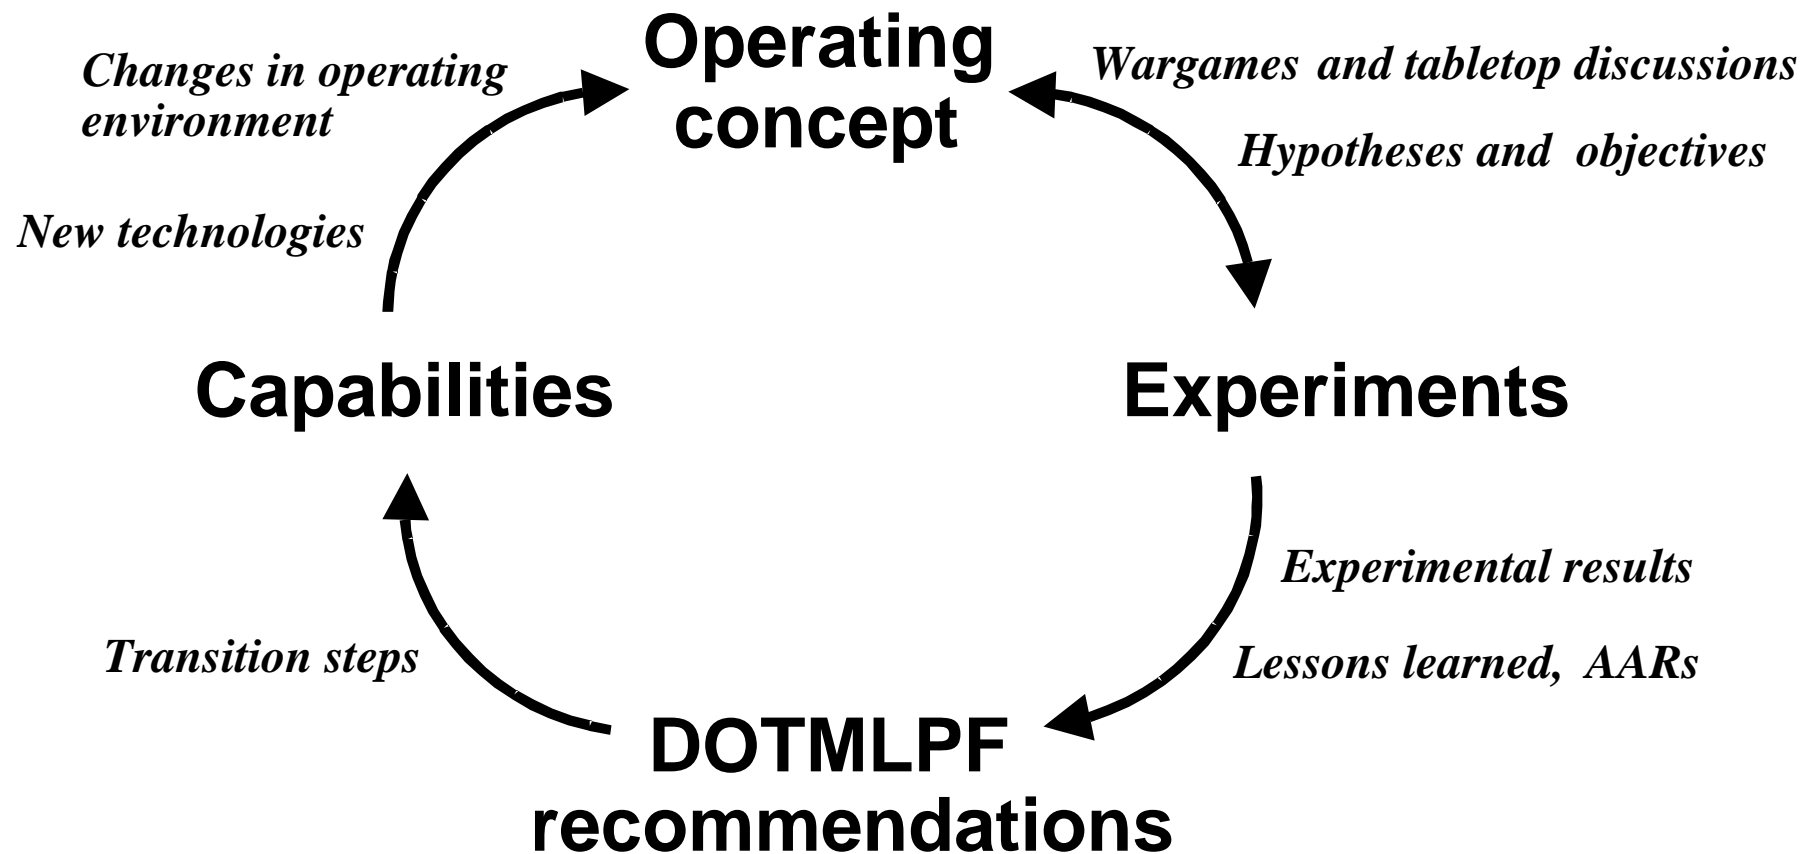 Operating
concept
Changes in operating
environment
Wargames and tabletop discussions
Hypotheses and objectives
New technologies
Capabilities
Experiments
Experimental results
Transition steps
Lessons learned, AARs
DOTMLPF
recommendations